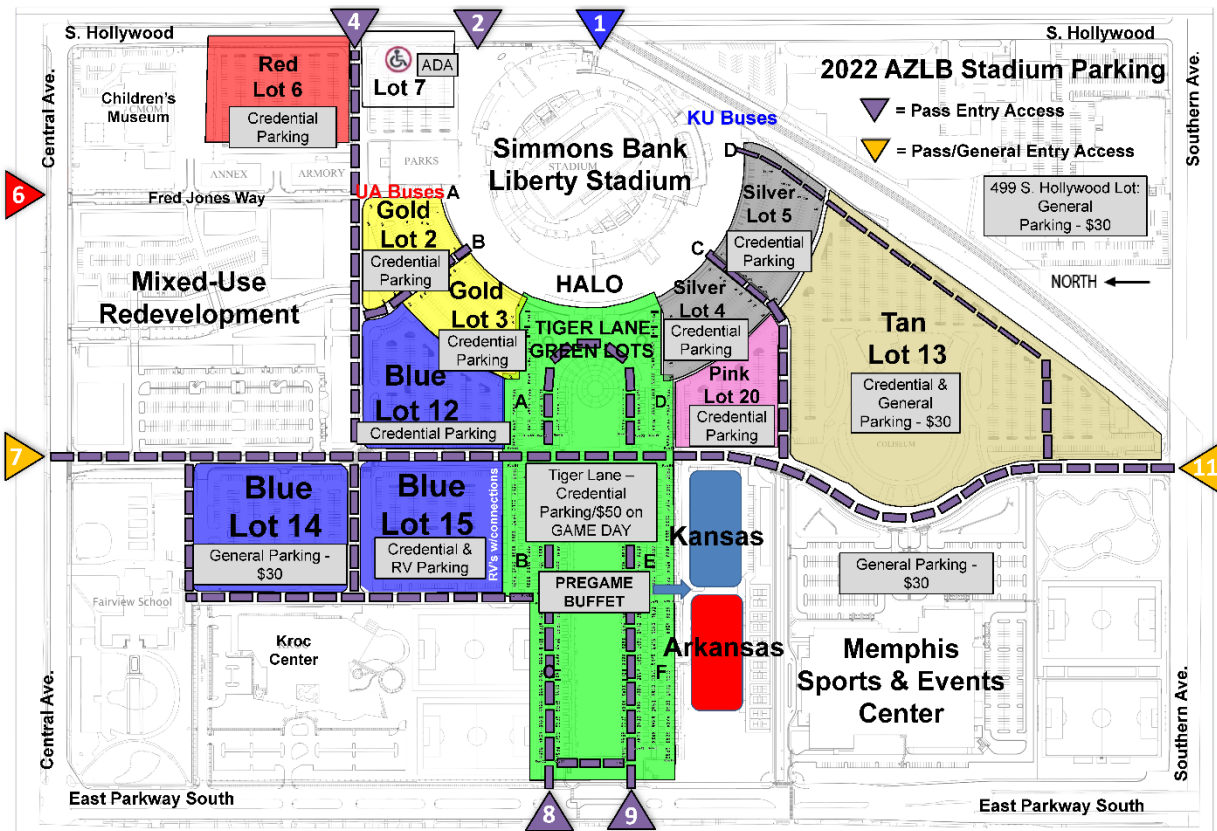 4
2
1
S. Hollywood
S. Hollywood
Red
Lot 6
Credential
Parking
ADA
Lot 7
Children's
Museum
CMOM
Central Ave.
Southern Ave.
2022 AZLB Stadium Parking
= Pass Entry Access
= Pass/General Entry Access
KU Buses
Simmons Bank
Liberty Stadium
STADIUM
D
PARKS
ANNEX
ARMORY
6
Fred Jones Way
UA Buses
A
Gold
Lot 2
Credential
Parking
B
Silver
Lot 5
Credential
Parking
C
499 S. Hollywood Lot:
General
Parking - $30
NORTH
Mixed-Use
Redevelopment
HALO
Gold
Lot 3
Credential
Parking
Silver
Lot 4
Credential
Parking
TIGER LANE
GREEN LOTS
Tan
Lot 13
Credential &
General
Parking - $30
COLISEUM
Blue
Lot 12
Credential Parking
A
D
Pink
Lot 20
Credential
Parking
7
11
Blue
Lot 14
General Parking -
$30
Blue
Lot 15
Credential &
RV Parking
RV's w/connections
Tiger Lane –
Credential
Parking/$50 on
GAME DAY
B
E
PREGAME
BUFFET
Kansas
Arkansas
General Parking -
$30
Fairview School
Kroc
Center
C
F
Memphis
Sports & Events
Center
Central Ave.
Southern Ave.
East Parkway South
East Parkway South
8
9